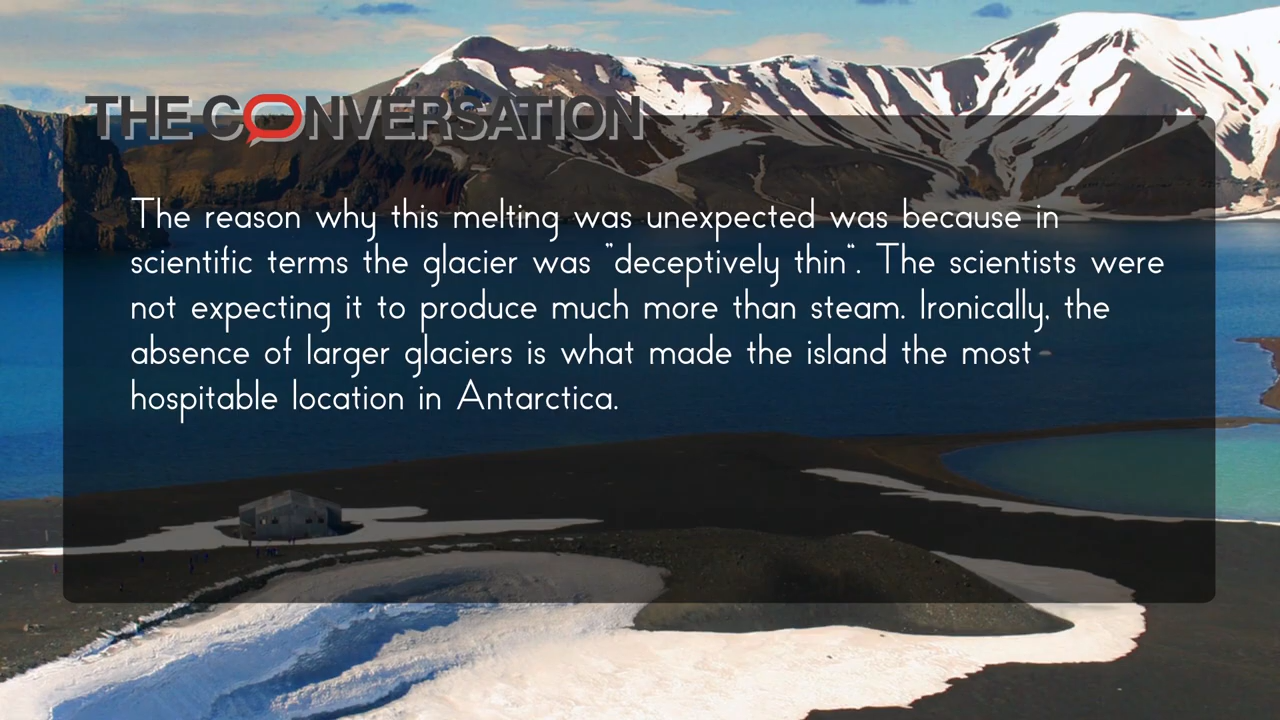 THE CONVERSATION
The reason why this melting was unexpected was because in
scientific terms the glacier was "deceptively thin". The scientists were
not expecting it to produce much more than steam. Ironically, the
absence of larger glaciers is what made the island the most
hospitable location in Antarctica.